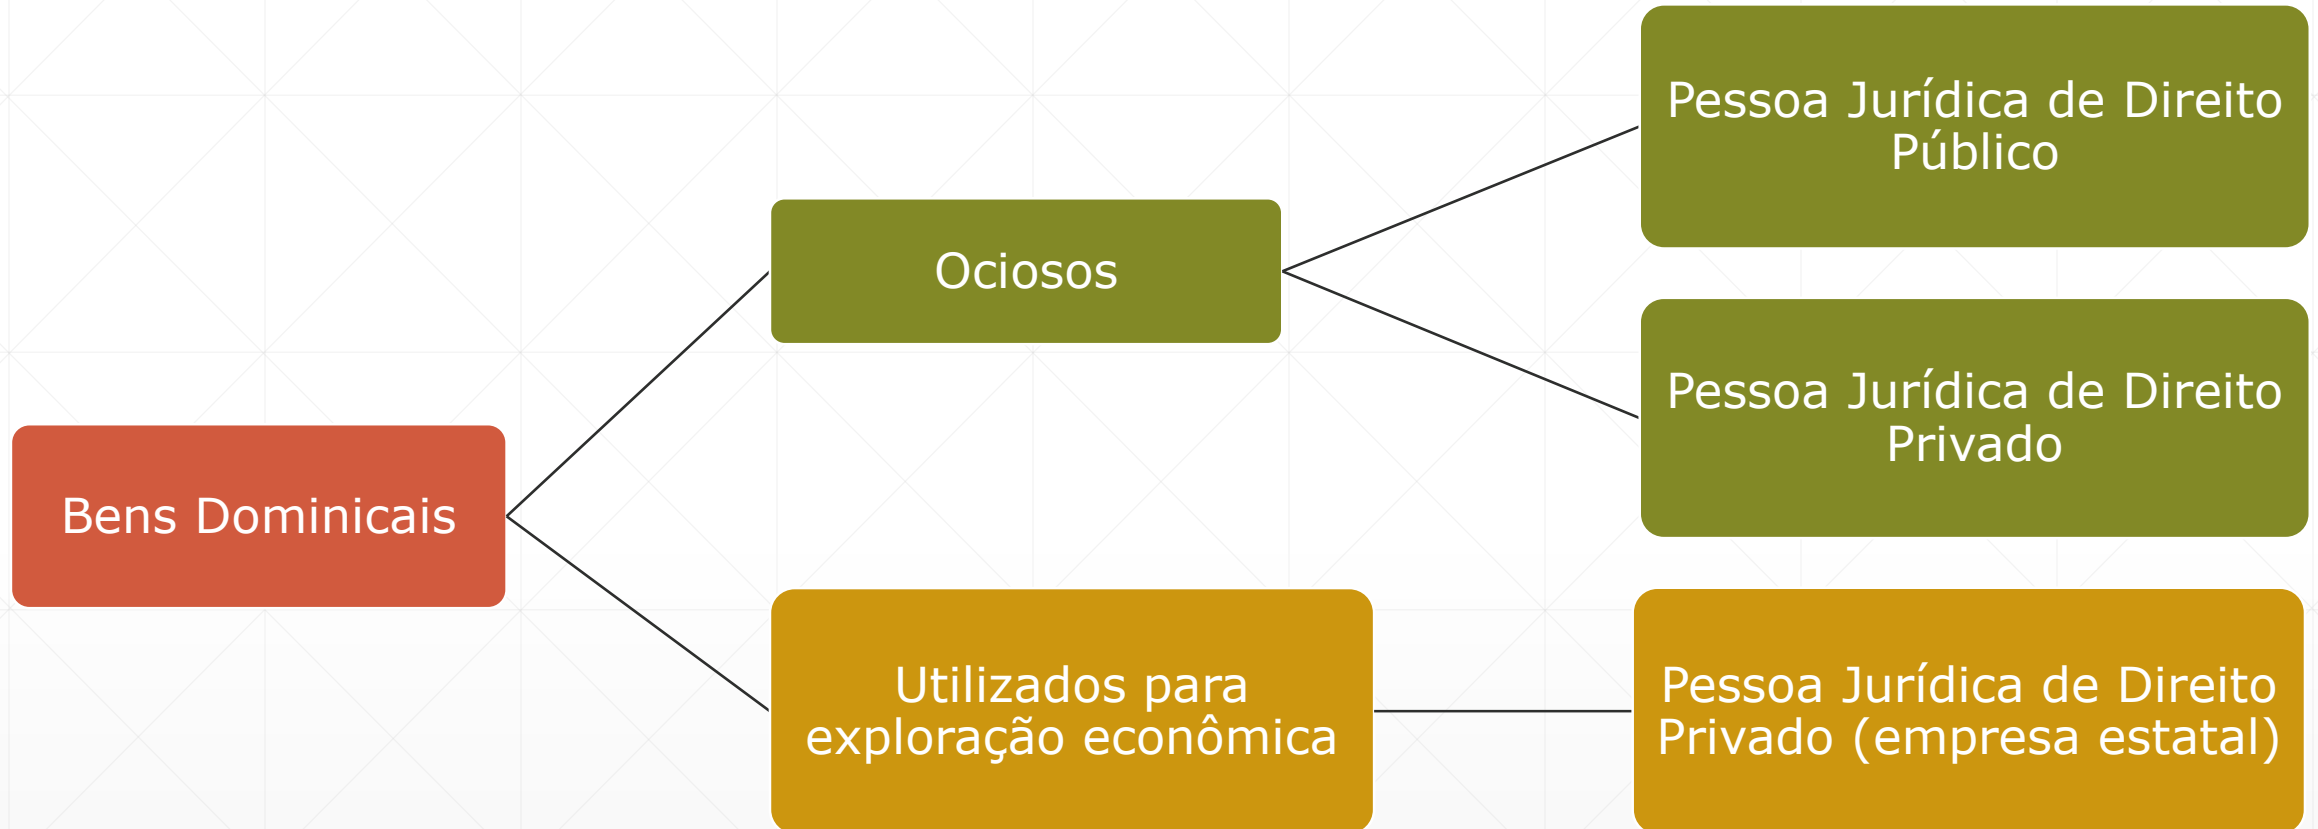 Bens Dominicais
Ociosos
Pessoa Jurídica de Direito
Público
Pessoa Jurídica de Direito
Privado
Utilizados para
exploração econômica
Pessoa Jurídica de Direito
Privado (empresa estatal)